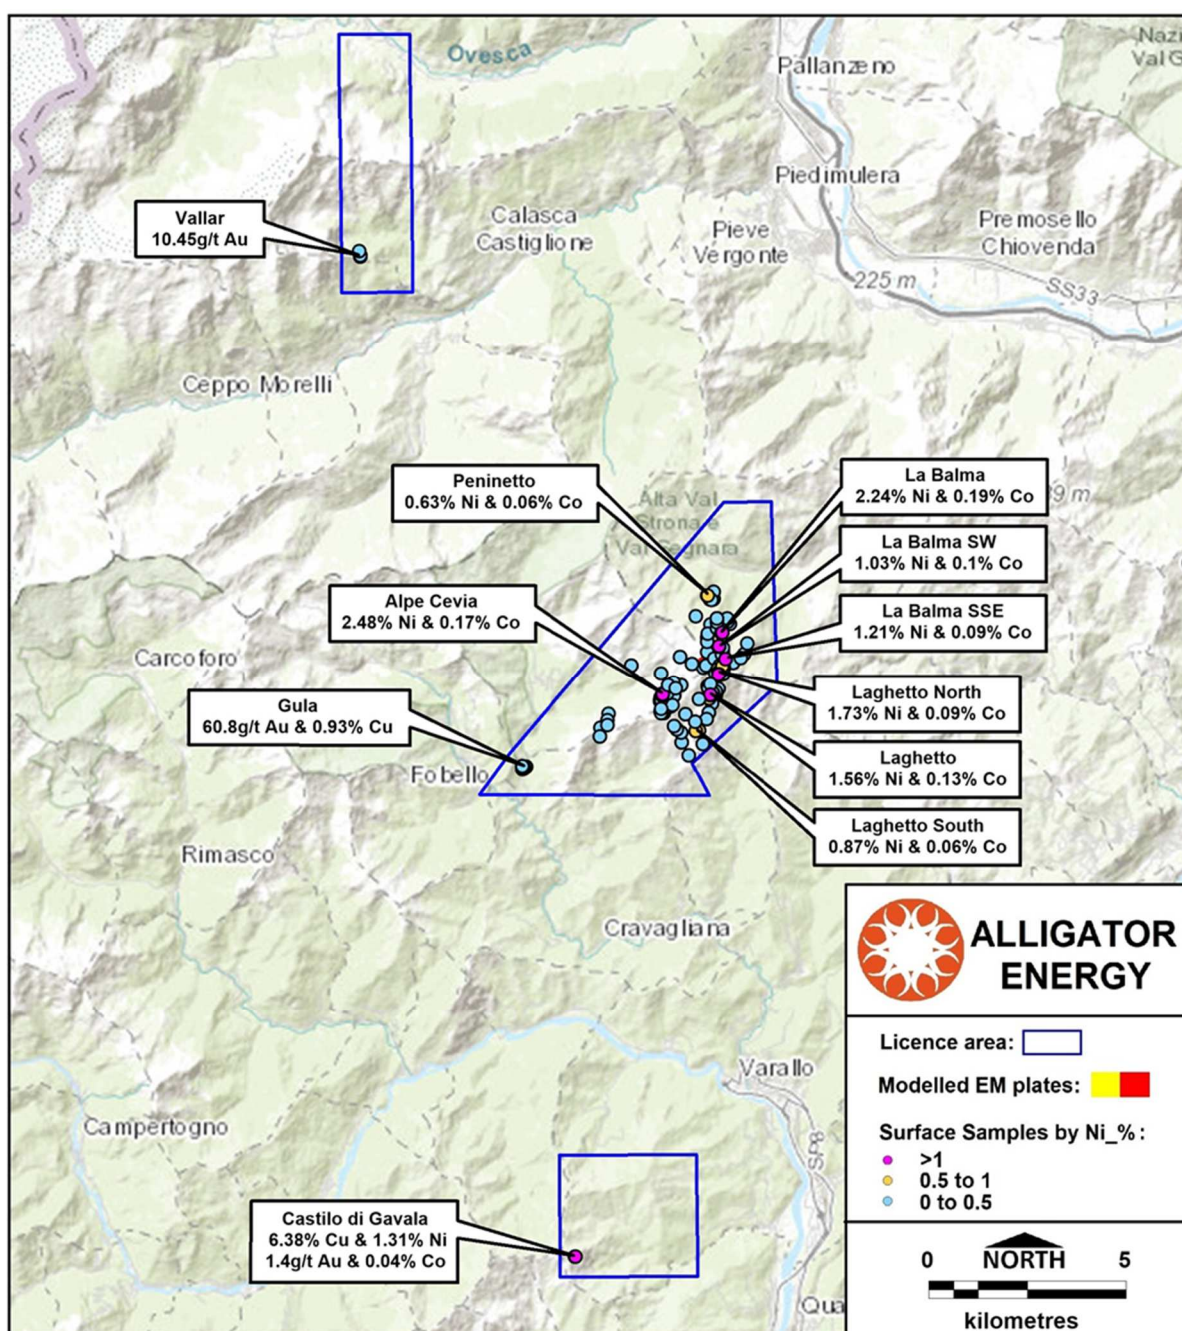 Ovesca
Nazi
Val G
Pallanzeno
Piedimulera
Vallar
10.45g/t Au
Calasca
Castiglione
Pieve
Vergonte
Premosello
Chiovenda
225 m
SS33
Ceppo Morelli
Peninetto
0.63% Ni & 0.06% Co
La Balma
2.24% Ni & 0.19% Co
Alta Val
Strona e
Val Segnara
La Balma SW
1.03% Ni & 0.1% Co
Alpe Cevia
2.48% Ni & 0.17% Co
La Balma SSE
1.21% Ni & 0.09% Co
Carcoforo
Gula
60.8g/t Au & 0.93% Cu
Laghetto North
1.73% Ni & 0.09% Co
Fobello
Laghetto
1.56% Ni & 0.13% Co
Laghetto South
0.87% Ni & 0.06% Co
Rimasco
Cravagliana
ALLIGATOR
ENERGY
Licence area:
Varallo
Modelled EM plates:
Campertogno
SP8
Surface Samples by Ni_% :
>1
0.5 to 1
0 to 0.5
Castilo di Gavala
6.38% Cu & 1.31% Ni
1.4g/t Au & 0.04% Co
Qua
0 NORTH 5
kilometres